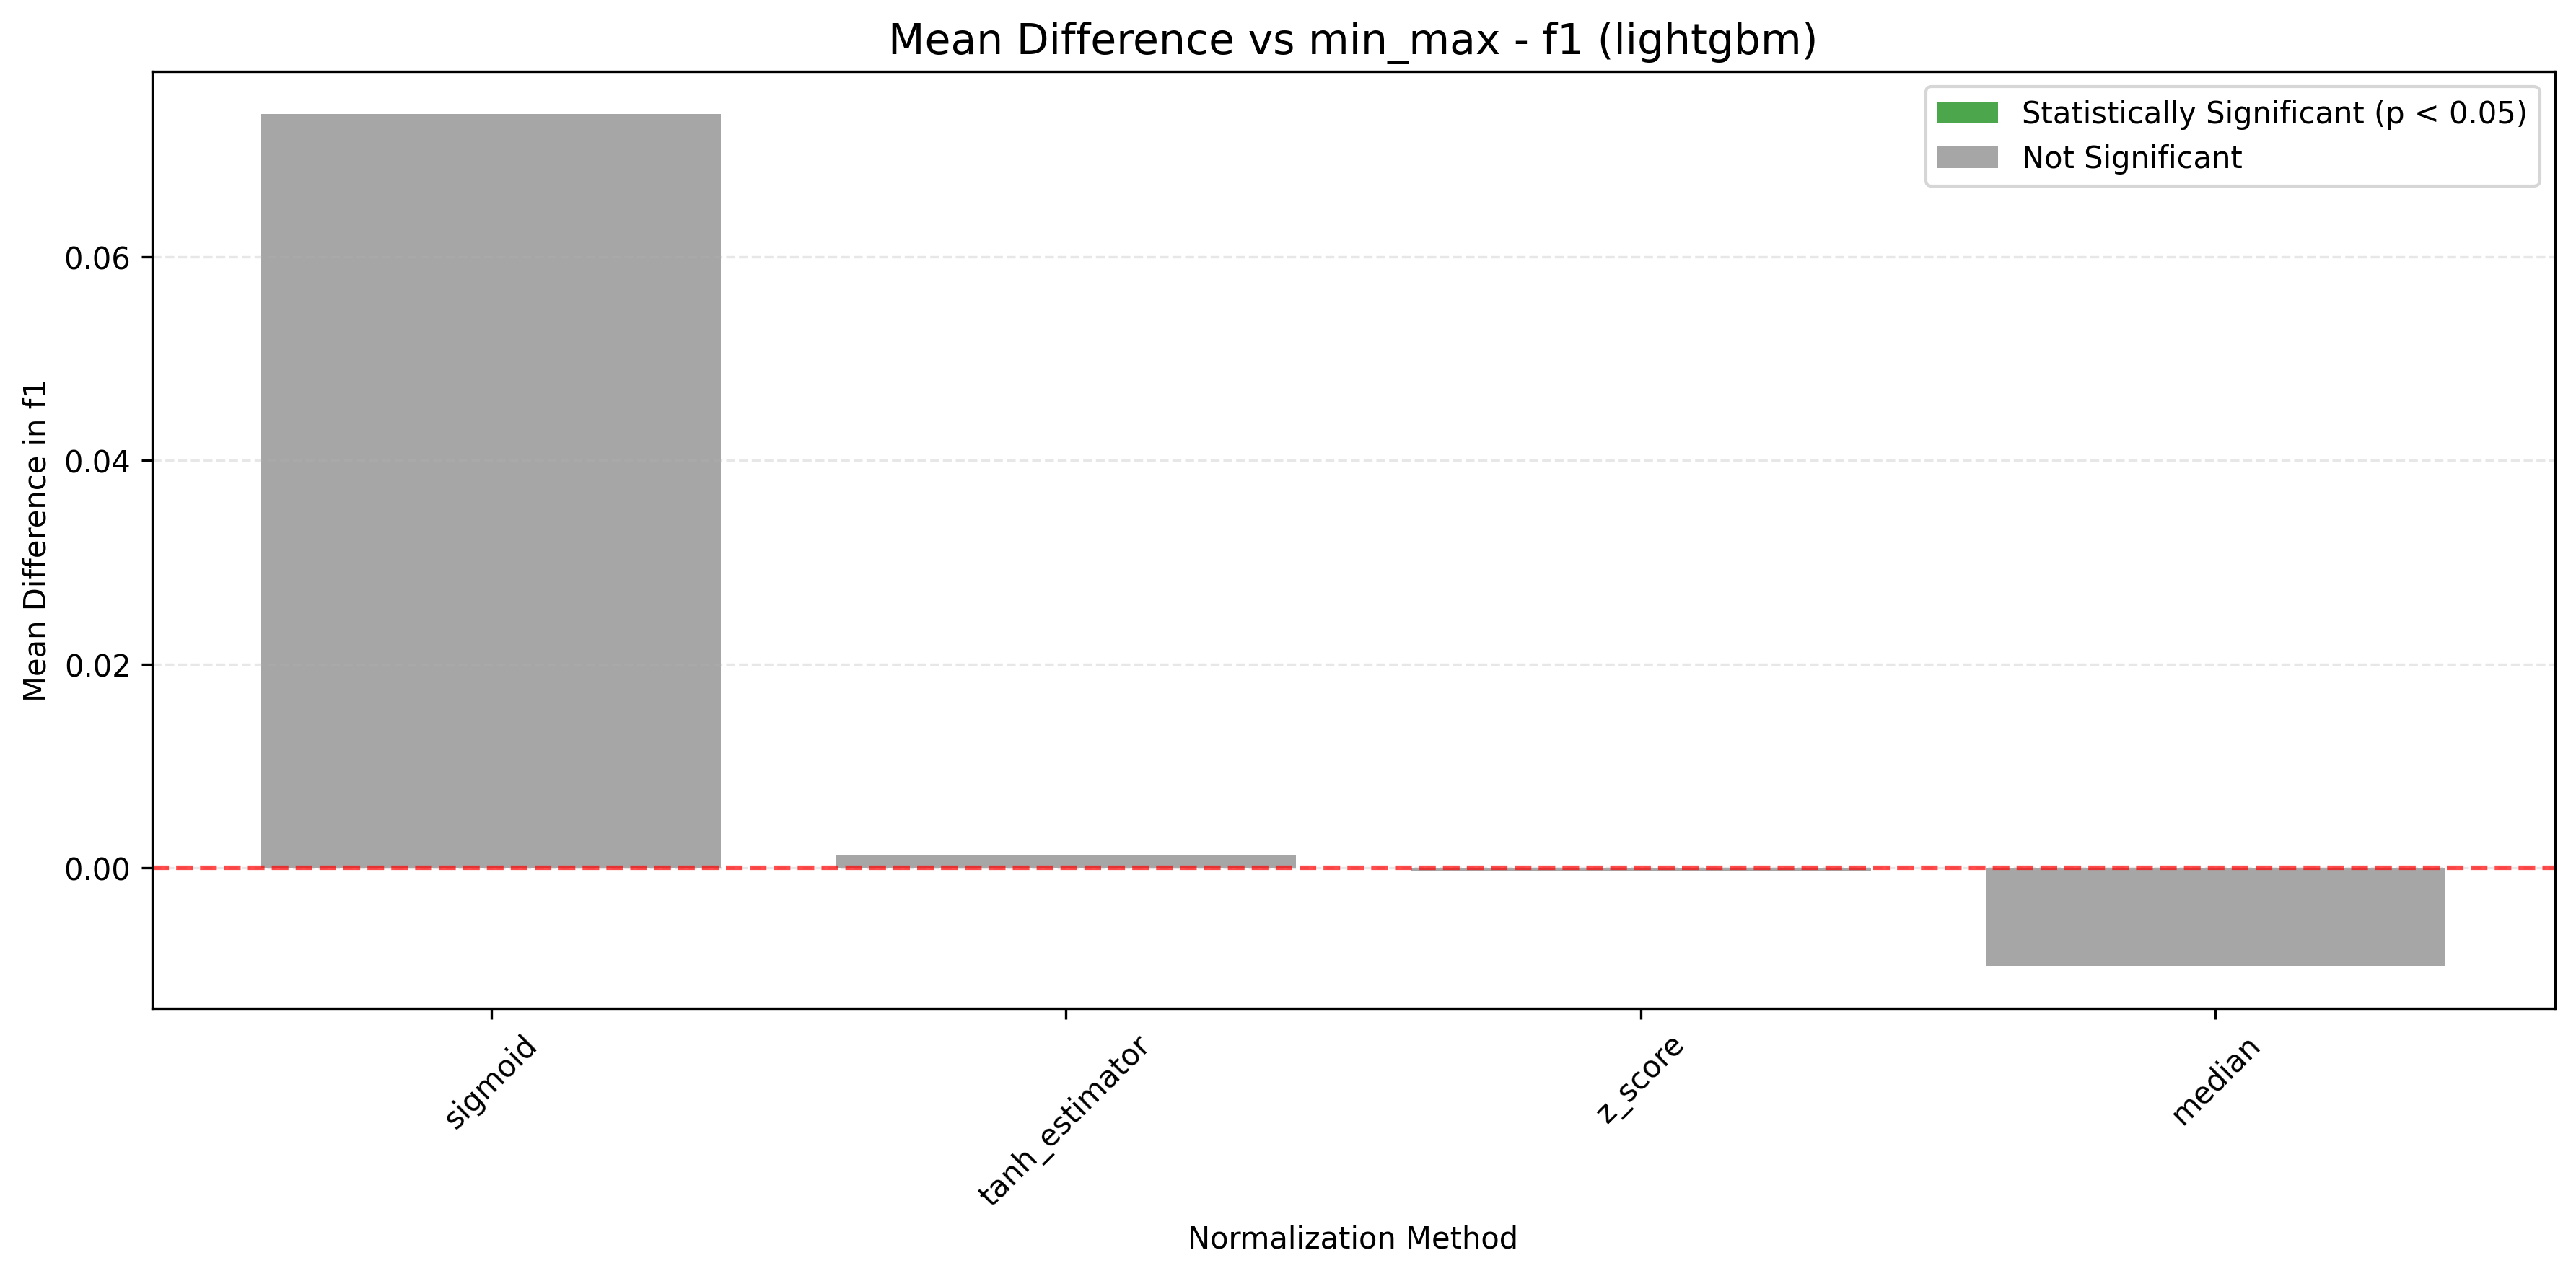 Mean Difference vs min_max - f1 (lightgbm)
Statistically Significant (p < 0.05)
Not Significant
Mean Difference in f1
0.06
0.04
0.02
0.00
sigmoid
tanh_estimator
z_score
median
Normalization Method